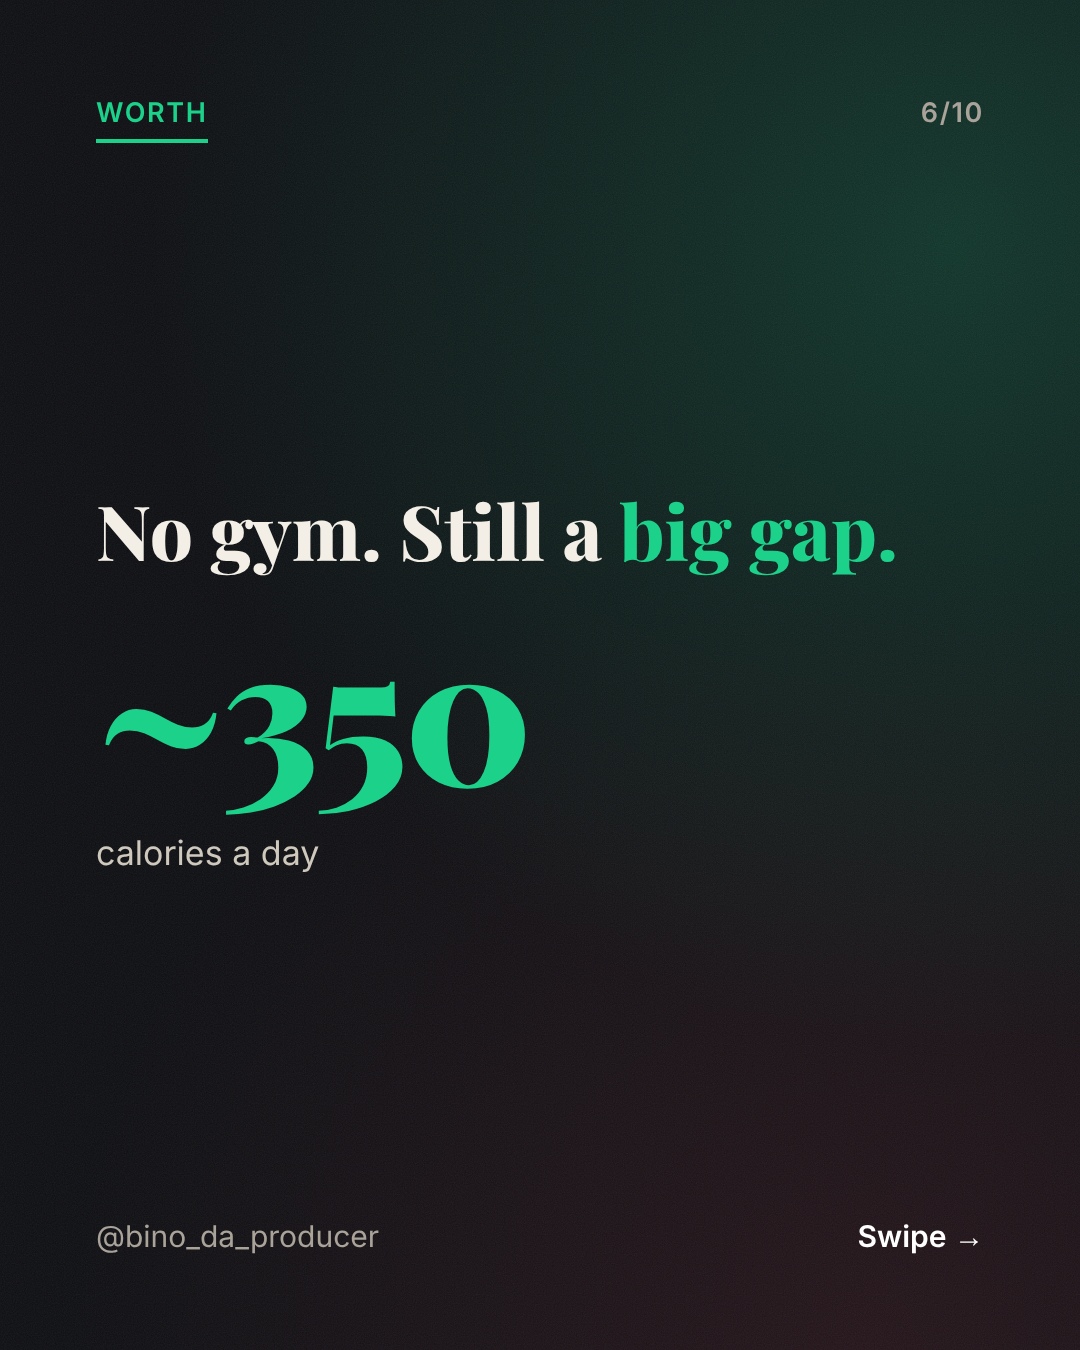 WORTH
6/10
No gym. Still a big gap.
~350
calories a day
@bino_da_producer
Swipe →